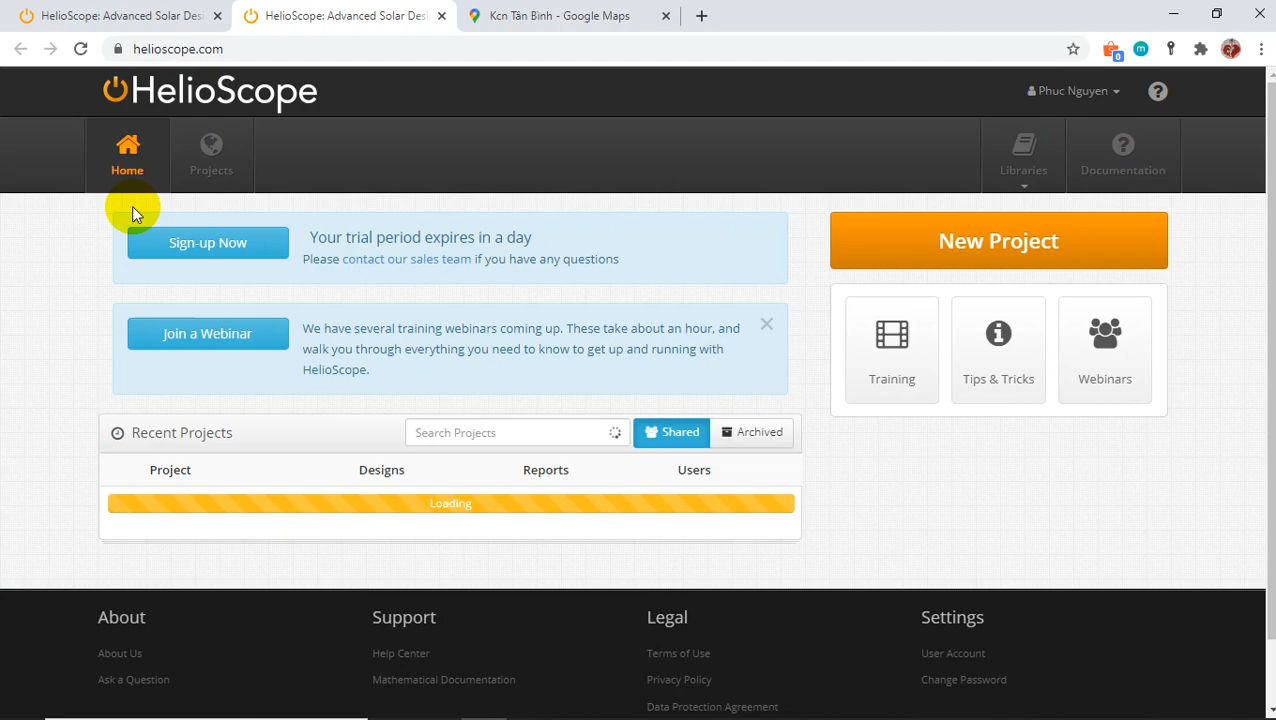 HelioScope: Advanced Solar Desi
HelioScope: Advanced Solar Desi
Kcn Tân Bình - Google Maps
helioscope.com
0
m
HelioScope
Phuc Nguyen
?
Home
Projects
Libraries
Documentation
Sign-up Now
Your trial period expires in a day
Please contact our sales team if you have any questions
New Project
Join a Webinar
We have several training webinars coming up. These take about an hour, and
walk you through everything you need to know to get up and running with
HelioScope.
Training
Tips & Tricks
Webinars
Recent Projects
Search Projects
Shared
Archived
Project
Designs
Reports
Users
Loading
About
Support
Legal
Settings
About Us
Help Center
Terms of Use
User Account
Ask a Question
Mathematical Documentation
Privacy Policy
Change Password
Data Protection Agreement